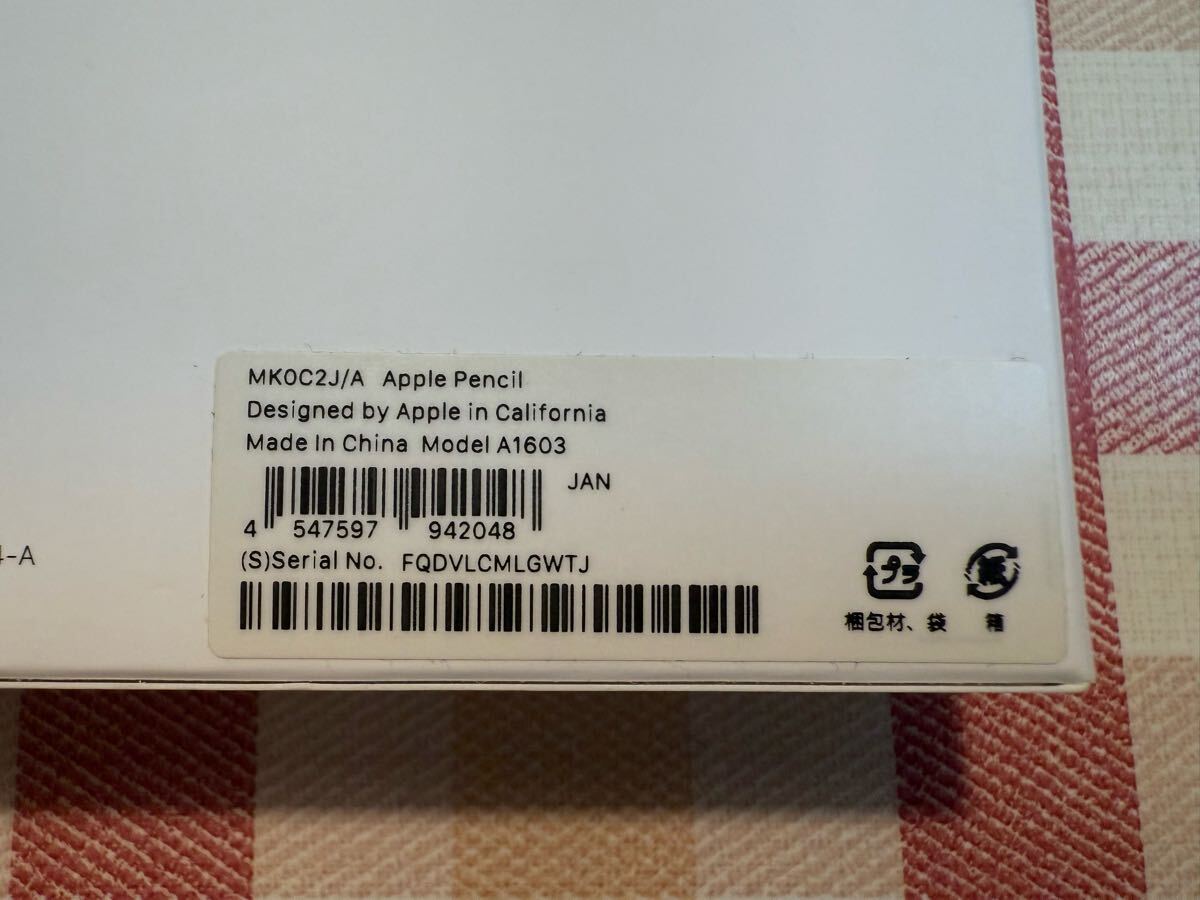 MK0C2J/A Apple Pencil
Designed by Apple in California
Made In China Model A1603
JAN
4 547597 942048
(S)Serial No. FQDVLCMLGWTJ
-A
プラ 紙
梱包材、袋 箱